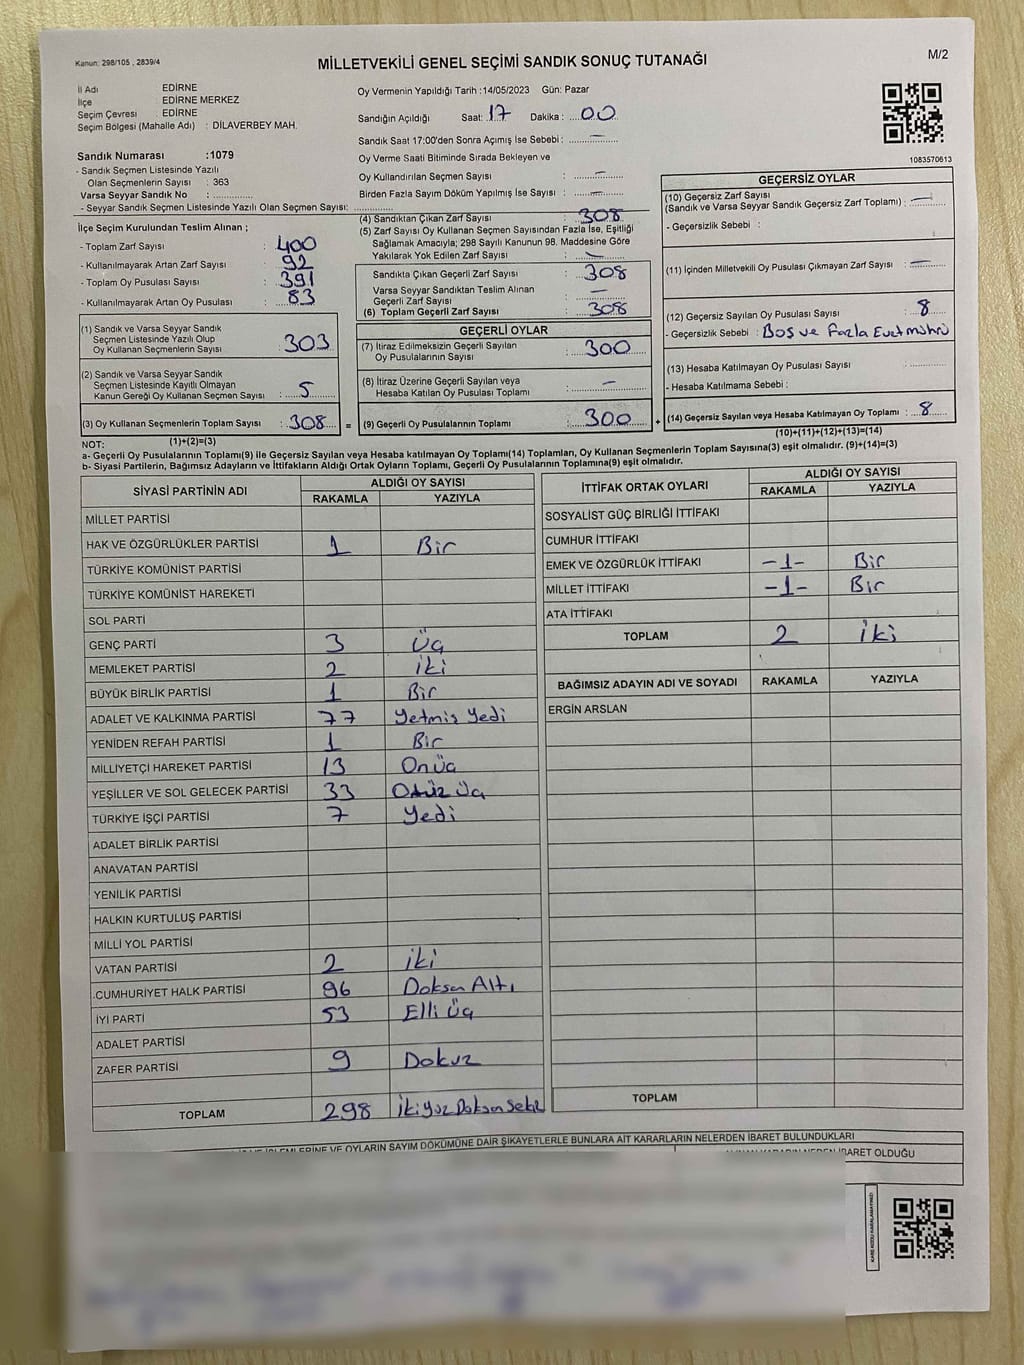 Kanun: 298/105 , 2839/4
MİLLETVEKİLİ GENEL SEÇİMİ SANDIK SONUÇ TUTANAĞI
M/2
İl Adı EDİRNE
İlçe EDİRNE MERKEZ
Seçim Çevresi EDİRNE
Seçim Bölgesi (Mahalle Adı) : DİLAVERBEY MAH.
Sandık Numarası :1079
- Sandık Seçmen Listesinde Yazılı
Olan Seçmenlerin Sayısı : 363
Varsa Seyyar Sandık No :
- Seyyar Sandık Seçmen Listesinde Yazılı Olan Seçmen Sayısı:
Oy Vermenin Yapıldığı Tarih :14/05/2023 Gün: Pazar
Sandığın Açıldığı Saat: 17 Dakika : 00
Sandık Saat 17:00'den Sonra Açımış İse Sebebi : —
Oy Verme Saati Bitiminde Sırada Bekleyen ve
Oy Kullandırılan Seçmen Sayısı : —
Birden Fazla Sayım Döküm Yapılmış İse Sayısı : —
1083570613
İlçe Seçim Kurulundan Teslim Alınan ;
- Toplam Zarf Sayısı : 400
- Kullanılmayarak Artan Zarf Sayısı : 92
- Toplam Oy Pusulası Sayısı : 391
- Kullanılmayarak Artan Oy Pusulası : 83
(1) Sandık ve Varsa Seyyar Sandık
Seçmen Listesinde Yazılı Olup
Oy Kullanan Seçmenlerin Sayısı : 303
(2) Sandık ve Varsa Seyyar Sandık
Seçmen Listesinde Kayıtlı Olmayan
Kanun Gereği Oy Kullanan Seçmen Sayısı : 5
(3) Oy Kullanan Seçmenlerin Toplam Sayısı : 308 =
(1)+(2)=(3)
(4) Sandıktan Çıkan Zarf Sayısı : 308
(5) Zarf Sayısı Oy Kullanan Seçmen Sayısından Fazla İse, Eşitliği
Sağlamak Amacıyla; 298 Sayılı Kanunun 98. Maddesine Göre
Yakılarak Yok Edilen Zarf Sayısı : —
Sandıkta Çıkan Geçerli Zarf Sayısı : 308
Varsa Seyyar Sandıktan Teslim Alınan
Geçerli Zarf Sayısı : —
(6) Toplam Geçerli Zarf Sayısı : 308
GEÇERLİ OYLAR
(7) İtiraz Edilmeksizin Geçerli Sayılan
Oy Pusulalarının Sayısı : 300
(8) İtiraz Üzerine Geçerli Sayılan veya
Hesaba Katılan Oy Pusulası Toplamı : —
(9) Geçerli Oy Pusulalarının Toplamı : 300 +
GEÇERSİZ OYLAR
(10) Geçersiz Zarf Sayısı
(Sandık ve Varsa Seyyar Sandık Geçersiz Zarf Toplamı) : —
- Geçersizlik Sebebi :
(11) İçinden Milletvekili Oy Pusulası Çıkmayan Zarf Sayısı : —
(12) Geçersiz Sayılan Oy Pusulası Sayısı : 8
- Geçersizlik Sebebi : Boş ve Fazla Evet mührü
(13) Hesaba Katılmayan Oy Pusulası Sayısı :
- Hesaba Katılmama Sebebi :
(14) Geçersiz Sayılan veya Hesaba Katılmayan Oy Toplamı : 8
(10)+(11)+(12)+(13)=(14)
NOT:
a- Geçerli Oy Pusulalarının Toplamı(9) ile Geçersiz Sayılan veya Hesaba katılmayan Oy Toplamı(14) Toplamları, Oy Kullanan Seçmenlerin Toplam Sayısına(3) eşit olmalıdır. (9)+(14)=(3)
b- Siyasi Partilerin, Bağımsız Adayların ve İttifakların Aldığı Ortak Oyların Toplamı, Geçerli Oy Pusulalarının Toplamına(9) eşit olmalıdır.
SİYASİ PARTİNİN ADI ALDIĞI OY SAYISI
RAKAMLA YAZIYLA
MİLLET PARTİSİ
HAK VE ÖZGÜRLÜKLER PARTİSİ 1 Bir
TÜRKİYE KOMÜNİST PARTİSİ
TÜRKİYE KOMÜNİST HAREKETİ
SOL PARTİ
GENÇ PARTİ 3 Üç
MEMLEKET PARTİSİ 2 İki
BÜYÜK BİRLİK PARTİSİ 1 Bir
ADALET VE KALKINMA PARTİSİ 77 Yetmiş Yedi
YENİDEN REFAH PARTİSİ 1 Bir
MİLLİYETÇİ HAREKET PARTİSİ 13 Onüç
YEŞİLLER VE SOL GELECEK PARTİSİ 33 Otuz Üç
TÜRKİYE İŞÇİ PARTİSİ 7 Yedi
ADALET BİRLİK PARTİSİ
ANAVATAN PARTİSİ
YENİLİK PARTİSİ
HALKIN KURTULUŞ PARTİSİ
MİLLİ YOL PARTİSİ
VATAN PARTİSİ 2 İki
CUMHURİYET HALK PARTİSİ 96 Doksan Altı
İYİ PARTİ 53 Elli Üç
ADALET PARTİSİ
ZAFER PARTİSİ 9 Dokuz
TOPLAM 298 İkiyüz Doksan Sekiz
İTTİFAK ORTAK OYLARI ALDIĞI OY SAYISI
RAKAMLA YAZIYLA
SOSYALİST GÜÇ BİRLİĞİ İTTİFAKI
CUMHUR İTTİFAKI
EMEK VE ÖZGÜRLÜK İTTİFAKI -1- Bir
MİLLET İTTİFAKI -1- Bir
ATA İTTİFAKI
TOPLAM 2 İki
BAĞIMSIZ ADAYIN ADI VE SOYADI RAKAMLA YAZIYLA
ERGİN ARSLAN
TOPLAM
İŞLEMLERİNE VE OYLARIN SAYIM DÖKÜMÜNE DAİR ŞİKAYETLERLE BUNLARA AİT KARARLARIN NELERDEN İBARET BULUNDUKLARI
İBARET OLDUĞU